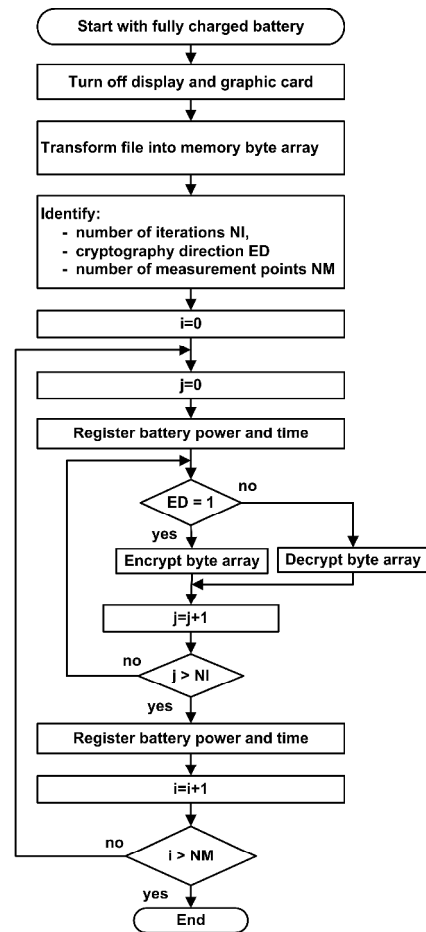 Start with fully charged battery
Turn off display and graphic card
Transform file into memory byte array
Identify:
- number of iterations NI,
- cryptography direction ED
- number of measurement points NM
i=0
j=0
Register battery power and time
ED = 1
no
yes
Encrypt byte array
Decrypt byte array
j=j+1
no
j > NI
yes
Register battery power and time
i=i+1
no
i > NM
yes
End